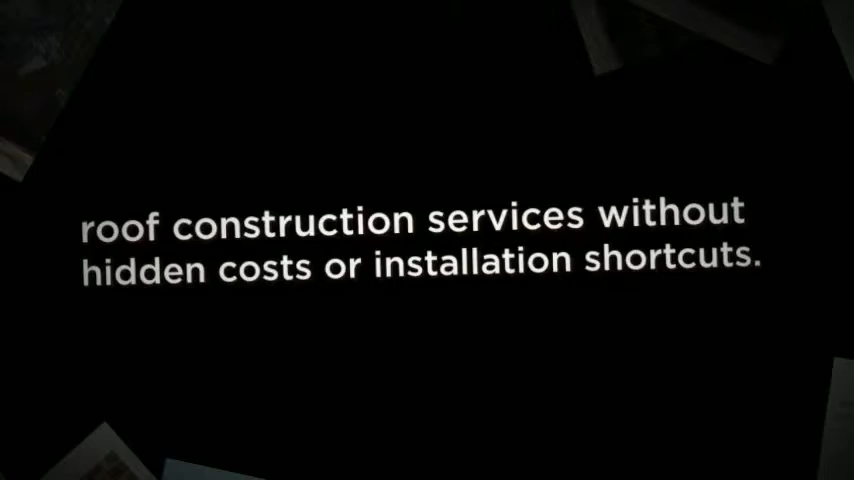 roof construction services without
hidden costs or installation shortcuts.